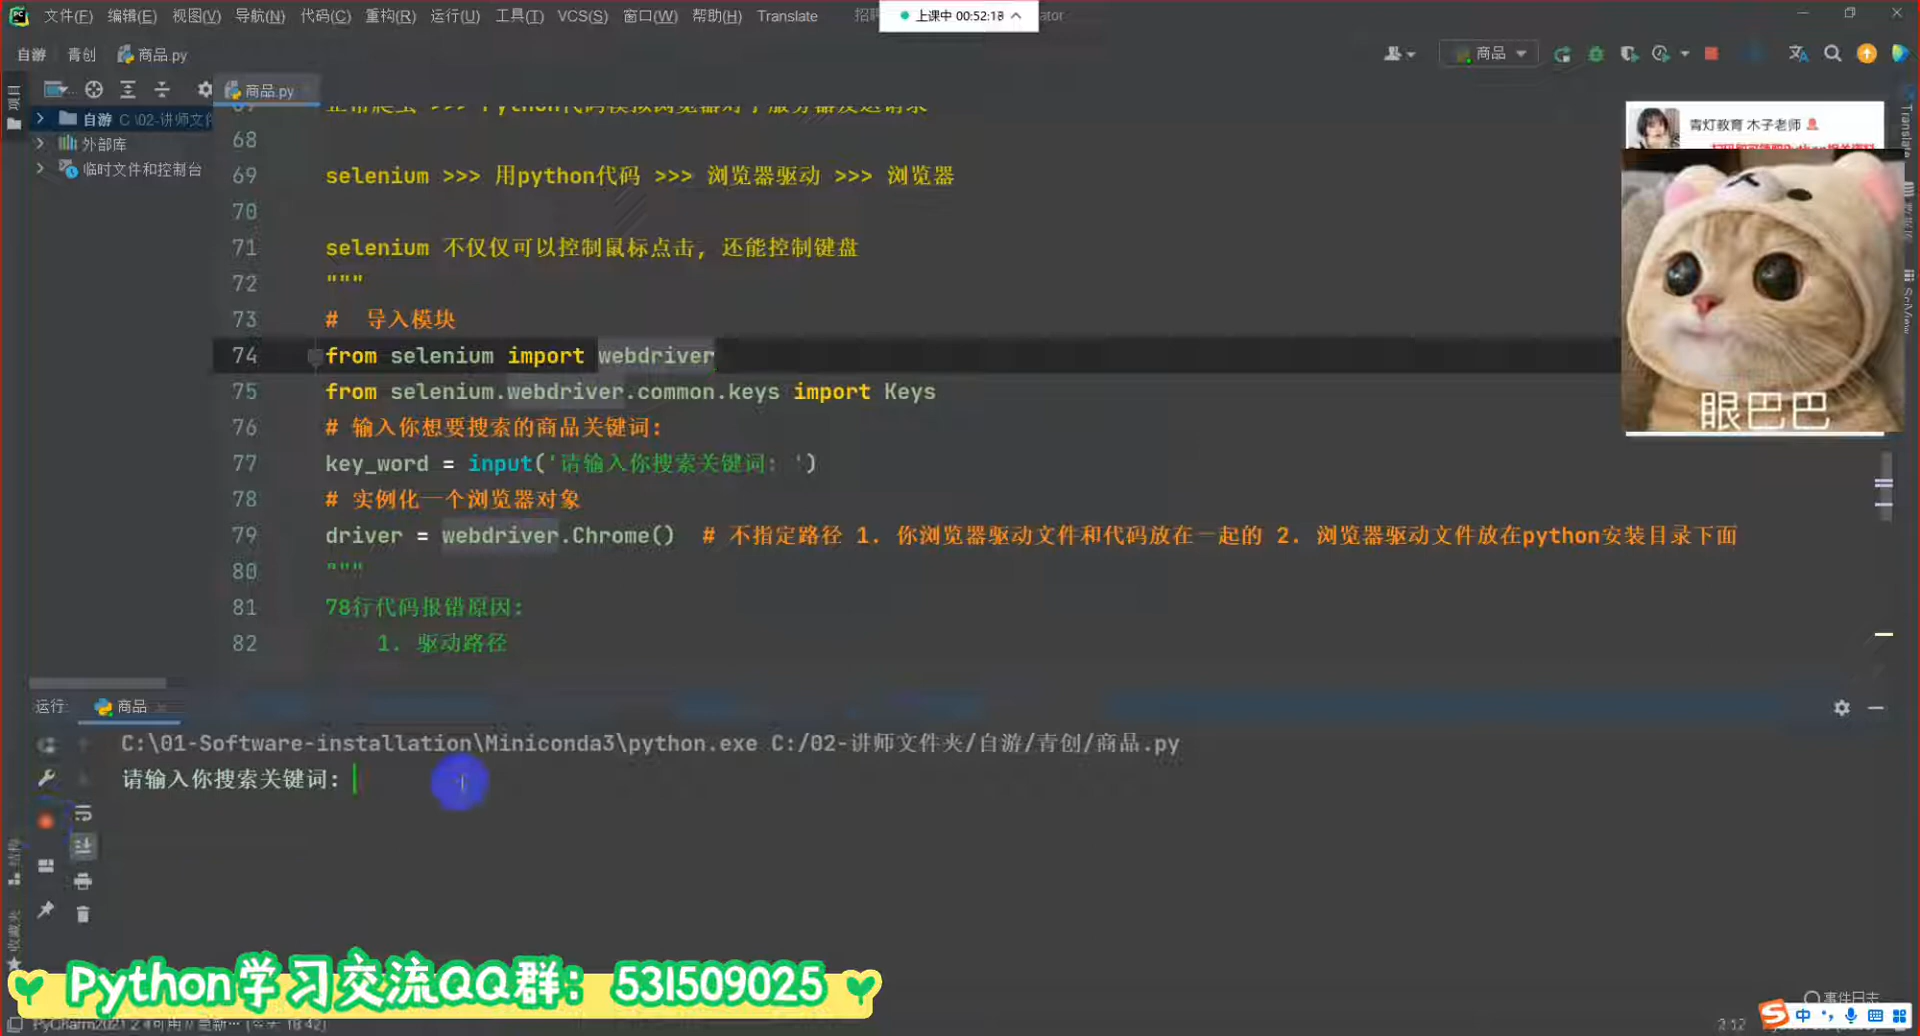 文件(F) 编辑(E) 视图(V) 导航(N) 代码(C) 重构(R) 运行(U) 工具(T) VCS(S) 窗口(W) 帮助(H) Translate
上课中 00:52:18
自游 青创 商品.py
商品
商品.py
自游 C:\02-讲师文件
外部库
临时文件和控制台
青灯教育 木子老师
眼巴巴
68
69 selenium >>> 用python代码 >>> 浏览器驱动 >>> 浏览器
70
71 selenium 不仅仅可以控制鼠标点击, 还能控制键盘
72 """
73 # 导入模块
74 from selenium import webdriver
75 from selenium.webdriver.common.keys import Keys
76 # 输入你想要搜索的商品关键词:
77 key_word = input('请输入你搜索关键词: ')
78 # 实例化一个浏览器对象
79 driver = webdriver.Chrome() # 不指定路径 1. 你浏览器驱动文件和代码放在一起的 2. 浏览器驱动文件放在python安装目录下面
80 """
81 78行代码报错原因:
82 1. 驱动路径
运行: 商品
C:\01-Software-installation\Miniconda3\python.exe C:/02-讲师文件夹/自游/青创/商品.py
请输入你搜索关键词:
Python学习交流QQ群: 531509025
事件日志
中